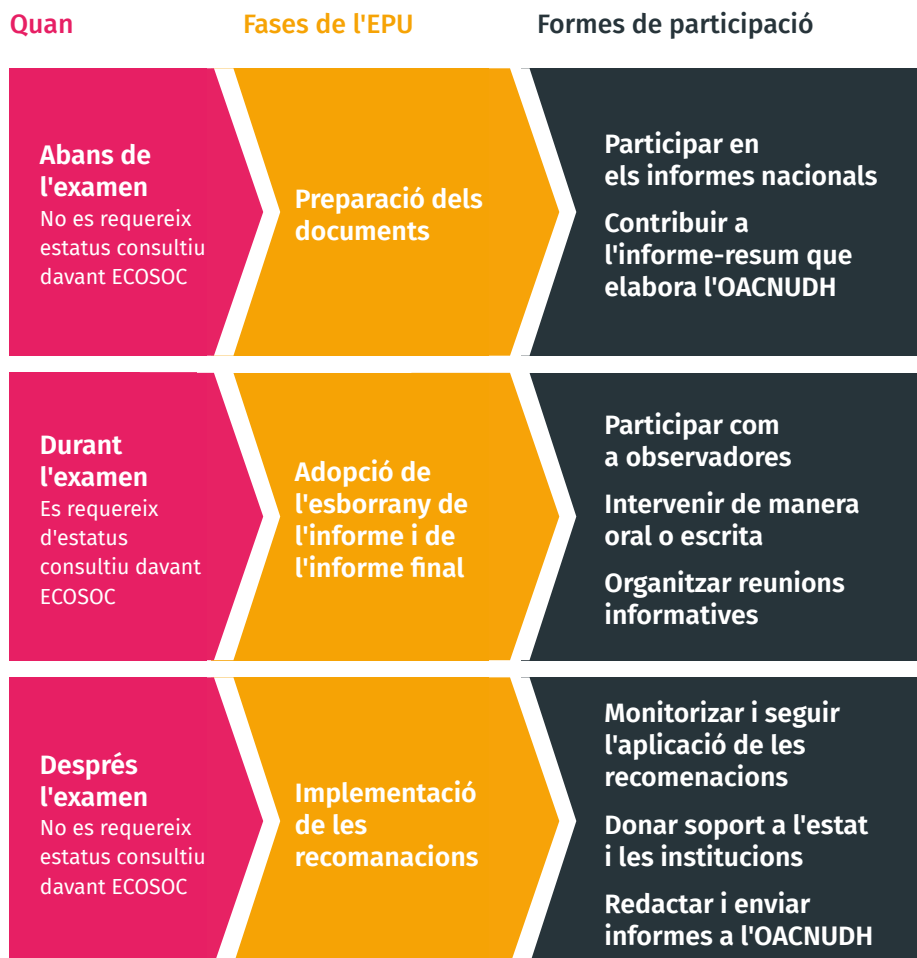 Quan
Fases de l'EPU
Formes de participació
Abans de
l'examen
No es requereix
estatus consultiu
davant ECOSOC
Preparació dels
documents
Participar en
els informes nacionals
Contribuir a
l'informe-resum que
elabora l'OACNUDH
Durant
l'examen
Es requereix
d'estatus
consultiu davant
ECOSOC
Adopció de
l'esborrany de
l'informe i de
l'informe final
Participar com
a observadores
Intervenir de manera
oral o escrita
Organitzar reunions
informatives
Després
l'examen
No es requereix
estatus consultiu
davant ECOSOC
Implementació
de les
recomanacions
Monitorizar i seguir
l'aplicació de les
recomenacions
Donar soport a l'estat
i les institucions
Redactar i enviar
informes a l'OACNUDH